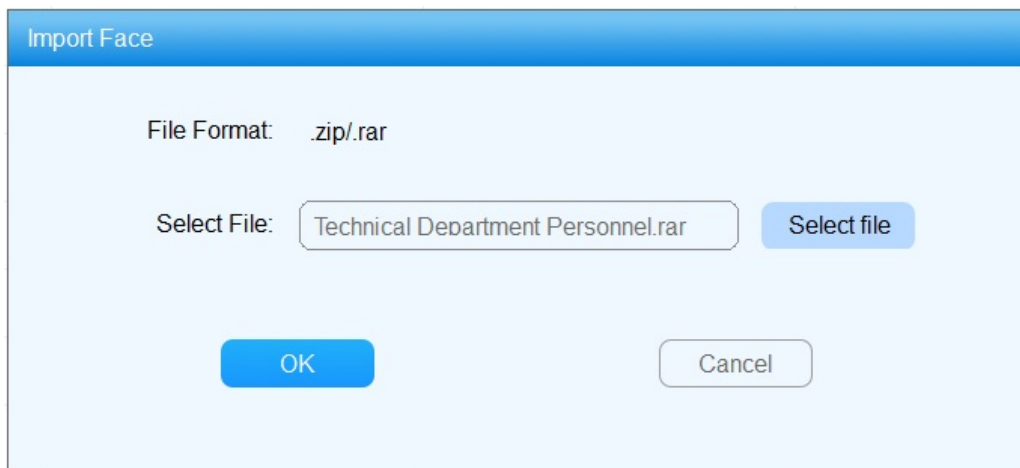 Import Face
File Format: .zip/.rar
Select File: Technical Department Personnel.rar Select file
OK Cancel